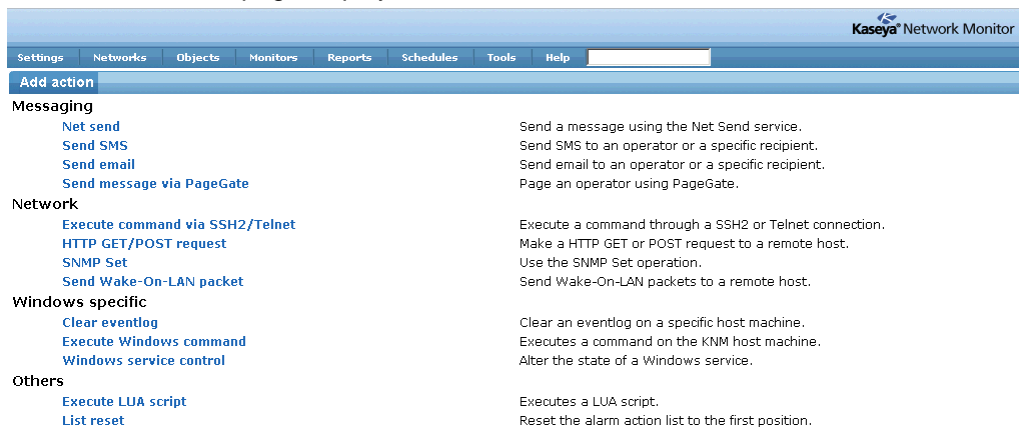 Kaseya® Network Monitor
Settings Networks Objects Monitors Reports Schedules Tools Help
Add action
Messaging
Net send Send a message using the Net Send service.
Send SMS Send SMS to an operator or a specific recipient.
Send email Send email to an operator or a specific recipient.
Send message via PageGate Page an operator using PageGate.
Network
Execute command via SSH2/Telnet Execute a command through a SSH2 or Telnet connection.
HTTP GET/POST request Make a HTTP GET or POST request to a remote host.
SNMP Set Use the SNMP Set operation.
Send Wake-On-LAN packet Send Wake-On-LAN packets to a remote host.
Windows specific
Clear eventlog Clear an eventlog on a specific host machine.
Execute Windows command Executes a command on the KNM host machine.
Windows service control Alter the state of a Windows service.
Others
Execute LUA script Executes a LUA script.
List reset Reset the alarm action list to the first position.